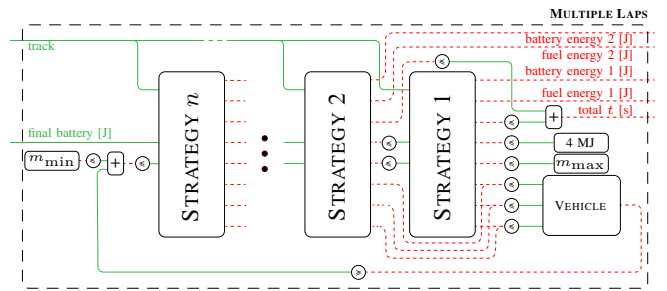 MULTIPLE LAPS
track
battery energy 2 [J]
fuel energy 2 [J]
battery energy 1 [J]
fuel energy 1 [J]
total t [s]
final battery [J]
m_min
≼
+
≼
STRATEGY n
STRATEGY 2
≼
≼
STRATEGY 1
≼
≼
+
≼
4 MJ
≼
m_max
≼
≼
≼
VEHICLE
≽